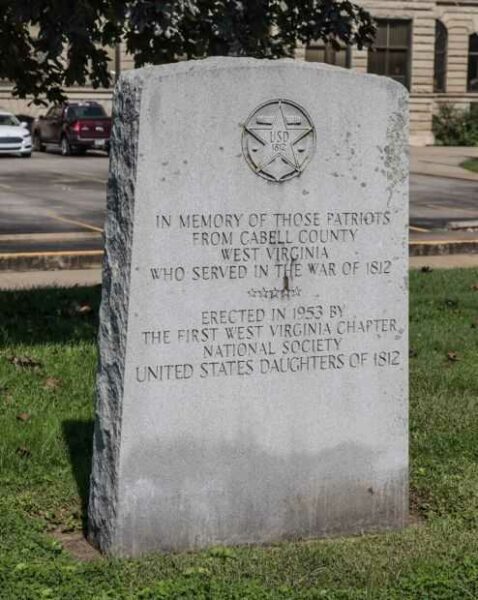 USD
1812
IN MEMORY OF THOSE PATRIOTS
FROM CABELL COUNTY
WEST VIRGINIA
WHO SERVED IN THE WAR OF 1812
ERECTED IN 1953 BY
THE FIRST WEST VIRGINIA CHAPTER
NATIONAL SOCIETY
UNITED STATES DAUGHTERS OF 1812